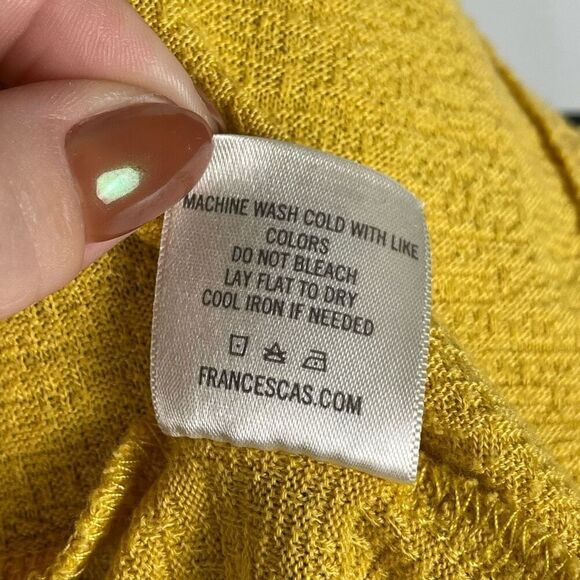 MACHINE WASH COLD WITH LIKE
COLORS
DO NOT BLEACH
LAY FLAT TO DRY
COOL IRON IF NEEDED
FRANCESCAS.COM